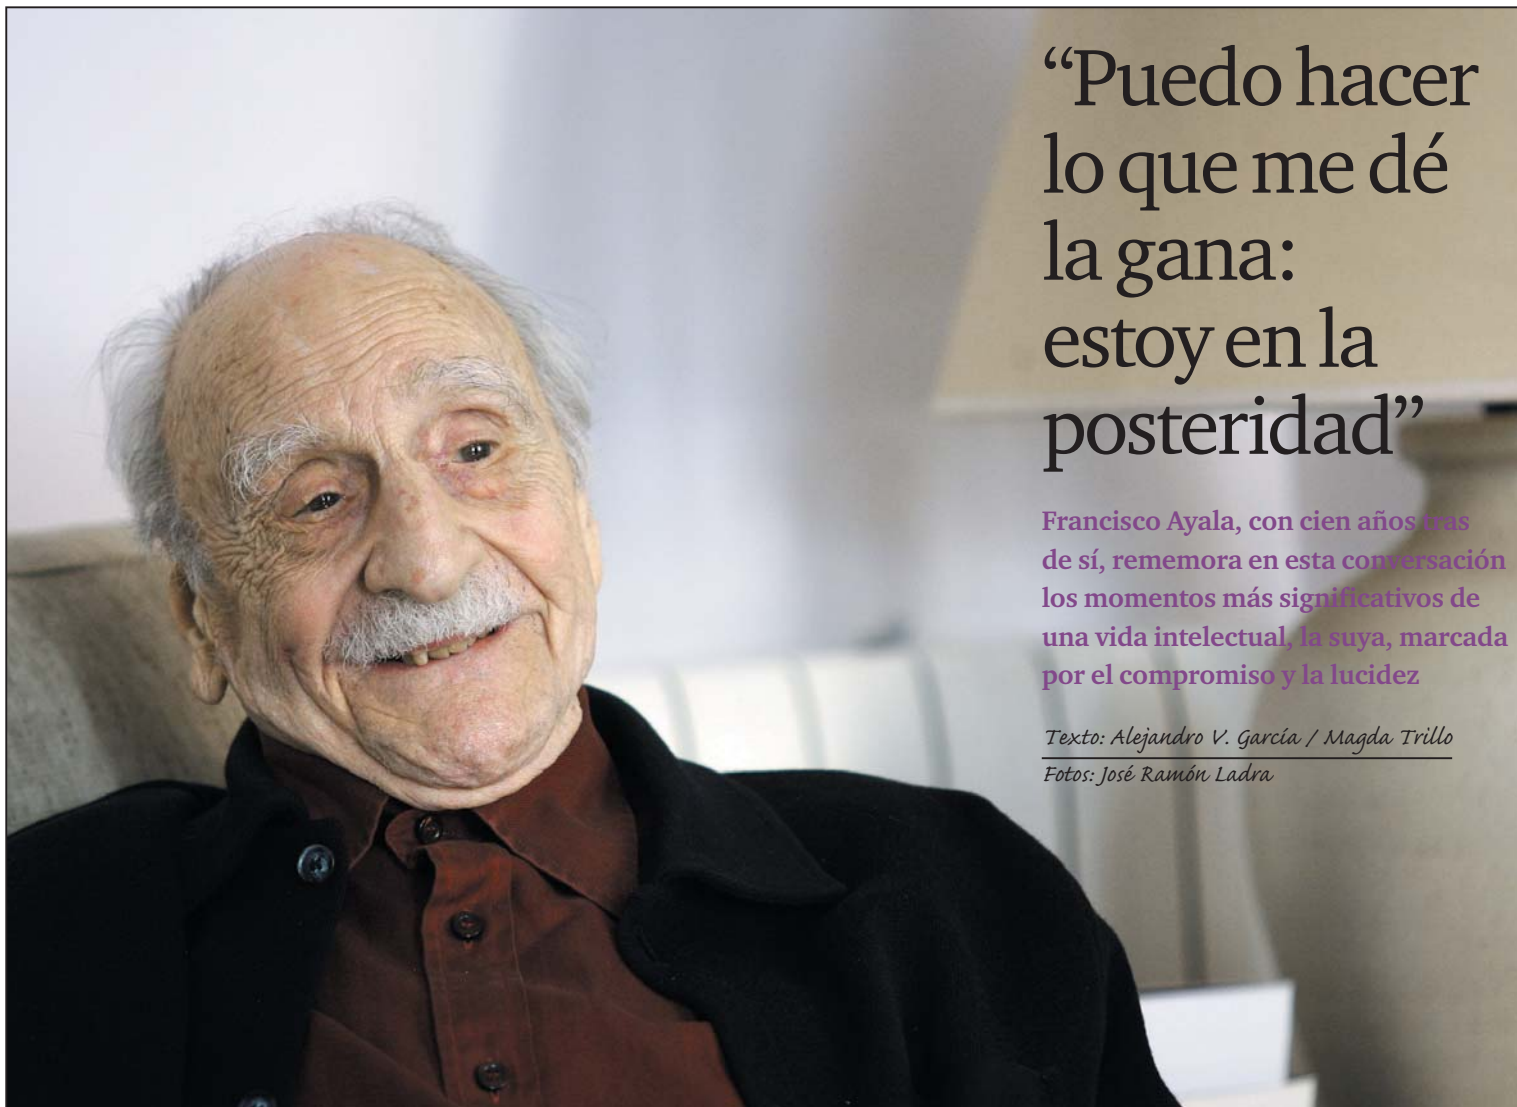 “Puedo hacer
lo que me dé
la gana:
estoy en la
posteridad”
Francisco Ayala, con cien años tras
de sí, rememora en esta conversación
los momentos más significativos de
una vida intelectual, la suya, marcada
por el compromiso y la lucidez
Texto: Alejandro V. García / Magda Trillo
Fotos: José Ramón Ladra